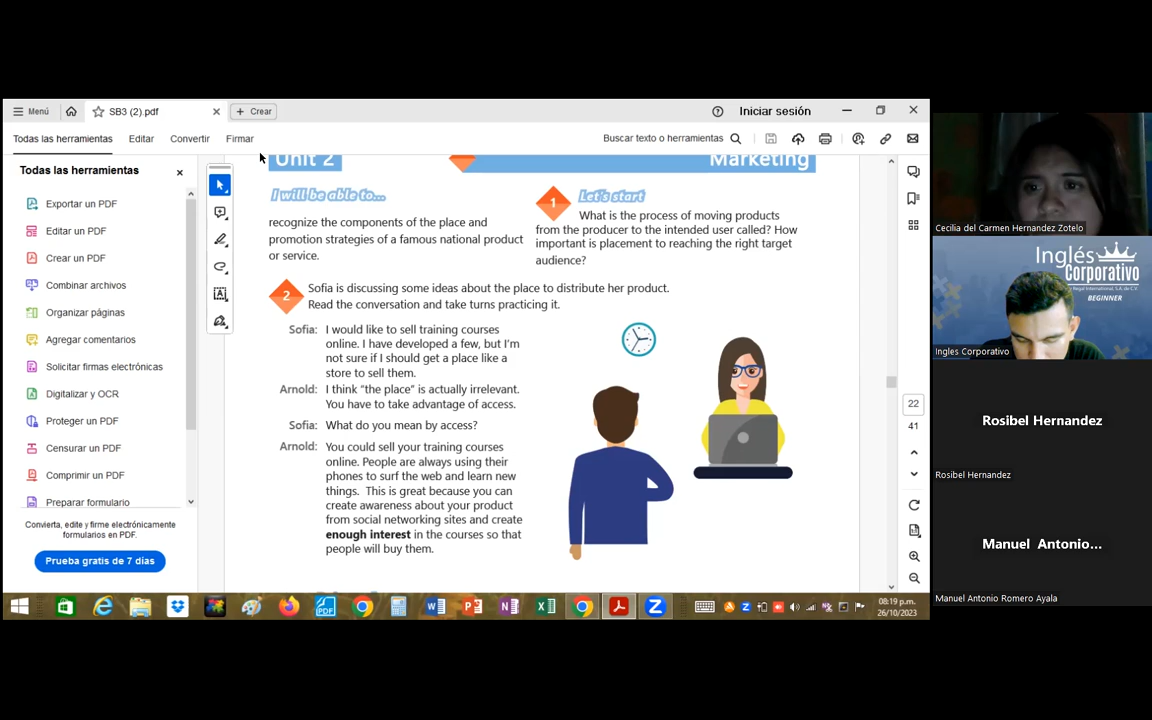 Menú
SB3 (2).pdf
Crear
Iniciar sesión
Todas las herramientas
Editar
Convertir
Firmar
Buscar texto o herramientas
Todas las herramientas
Exportar un PDF
Editar un PDF
Crear un PDF
Combinar archivos
Organizar páginas
Agregar comentarios
Solicitar firmas electrónicas
Digitalizar y OCR
Proteger un PDF
Censurar un PDF
Comprimir un PDF
Preparar formulario
Convierta, edite y firme electrónicamente
formularios en PDF.
Prueba gratis de 7 días
Unit 2
Marketing
I will be able to...
recognize the components of the place and
promotion strategies of a famous national product
or service.
1
Let's start
What is the process of moving products
from the producer to the intended user called? How
important is placement to reaching the right target
audience?
2
Sofia is discussing some ideas about the place to distribute her product.
Read the conversation and take turns practicing it.
Sofia: I would like to sell training courses
online. I have developed a few, but I'm
not sure if I should get a place like a
store to sell them.
Arnold: I think "the place" is actually irrelevant.
You have to take advantage of access.
Sofia: What do you mean by access?
Arnold: You could sell your training courses
online. People are always using their
phones to surf the web and learn new
things. This is great because you can
create awareness about your product
from social networking sites and create
enough interest in the courses so that
people will buy them.
22
41
08:19 p.m.
26/10/2023
Cecilia del Carmen Hernandez Zotelo
Inglés
Corporativo
BEGINNER
Ingles Corporativo
Rosibel Hernandez
Rosibel Hernandez
Manuel Antonio...
Manuel Antonio Romero Ayala